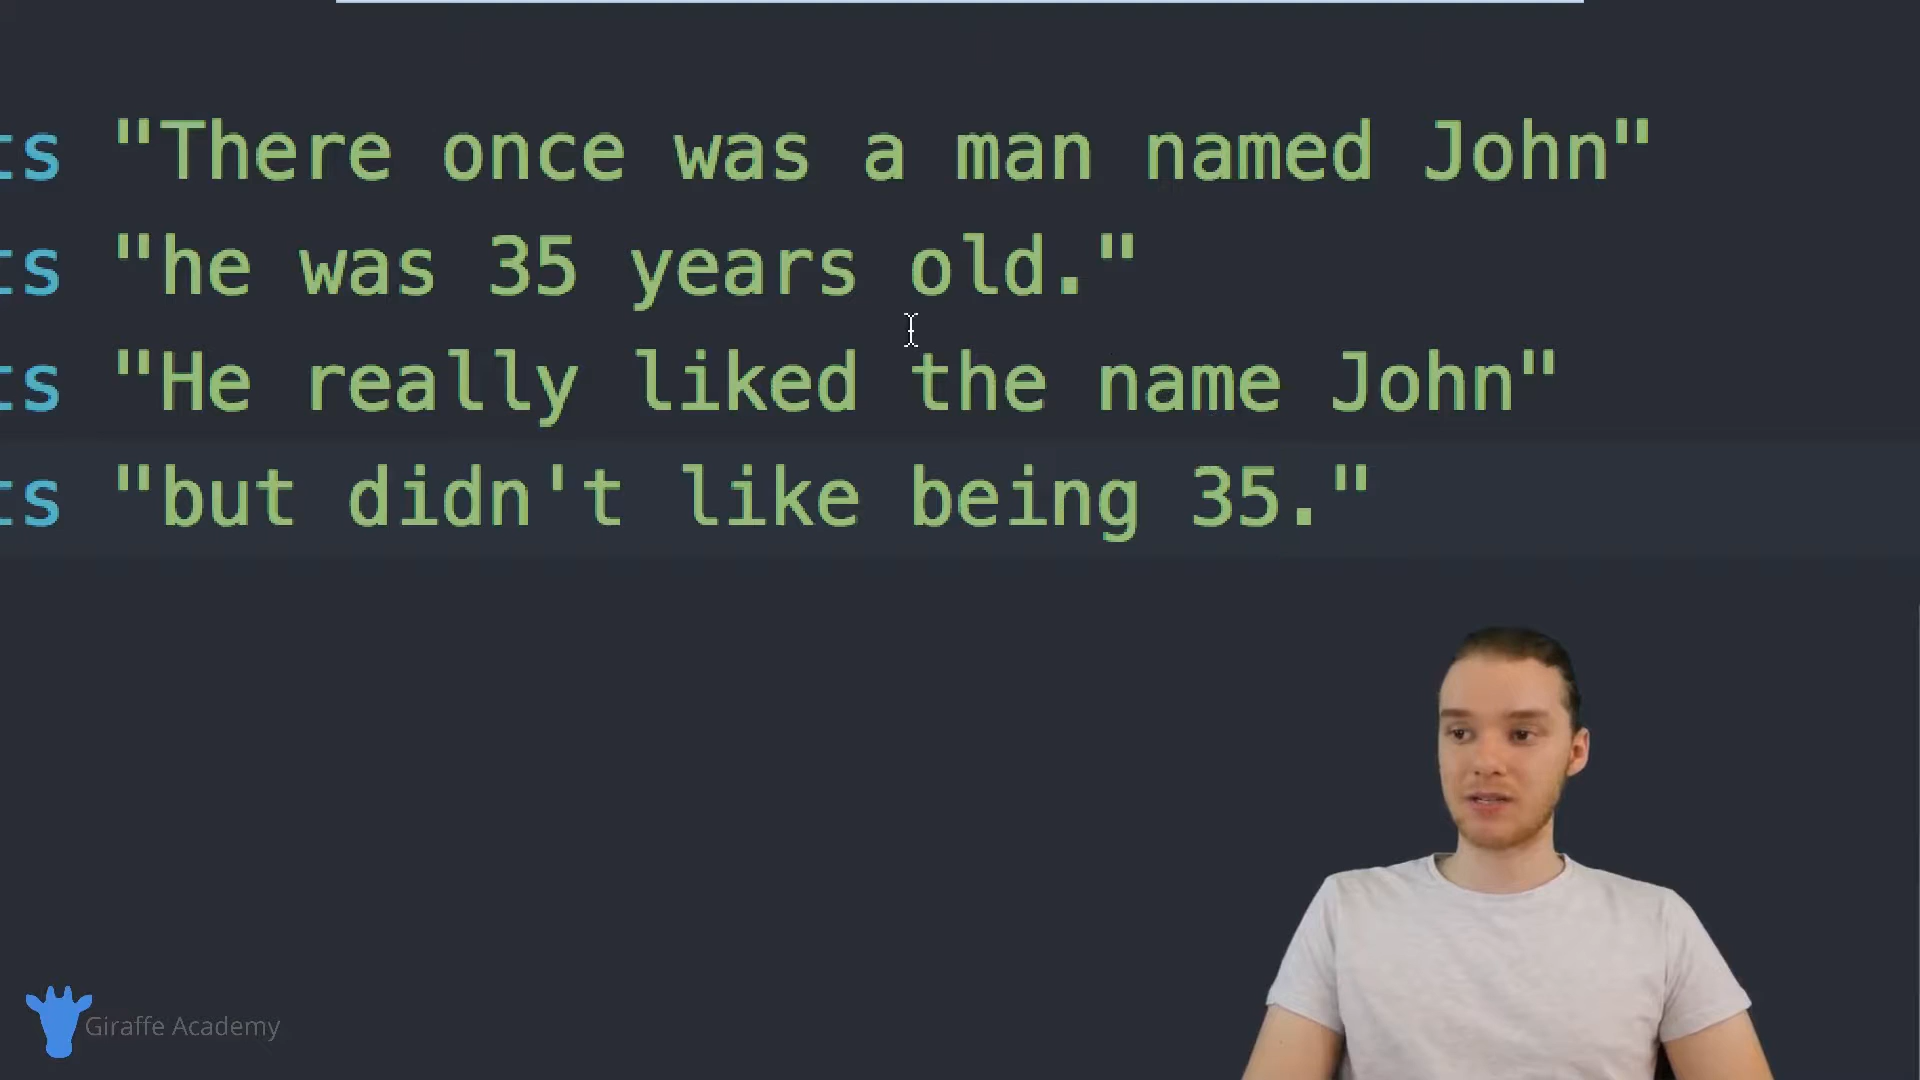 ts "There once was a man named John"
ts "he was 35 years old."
ts "He really liked the name John"
ts "but didn't like being 35."
Giraffe Academy